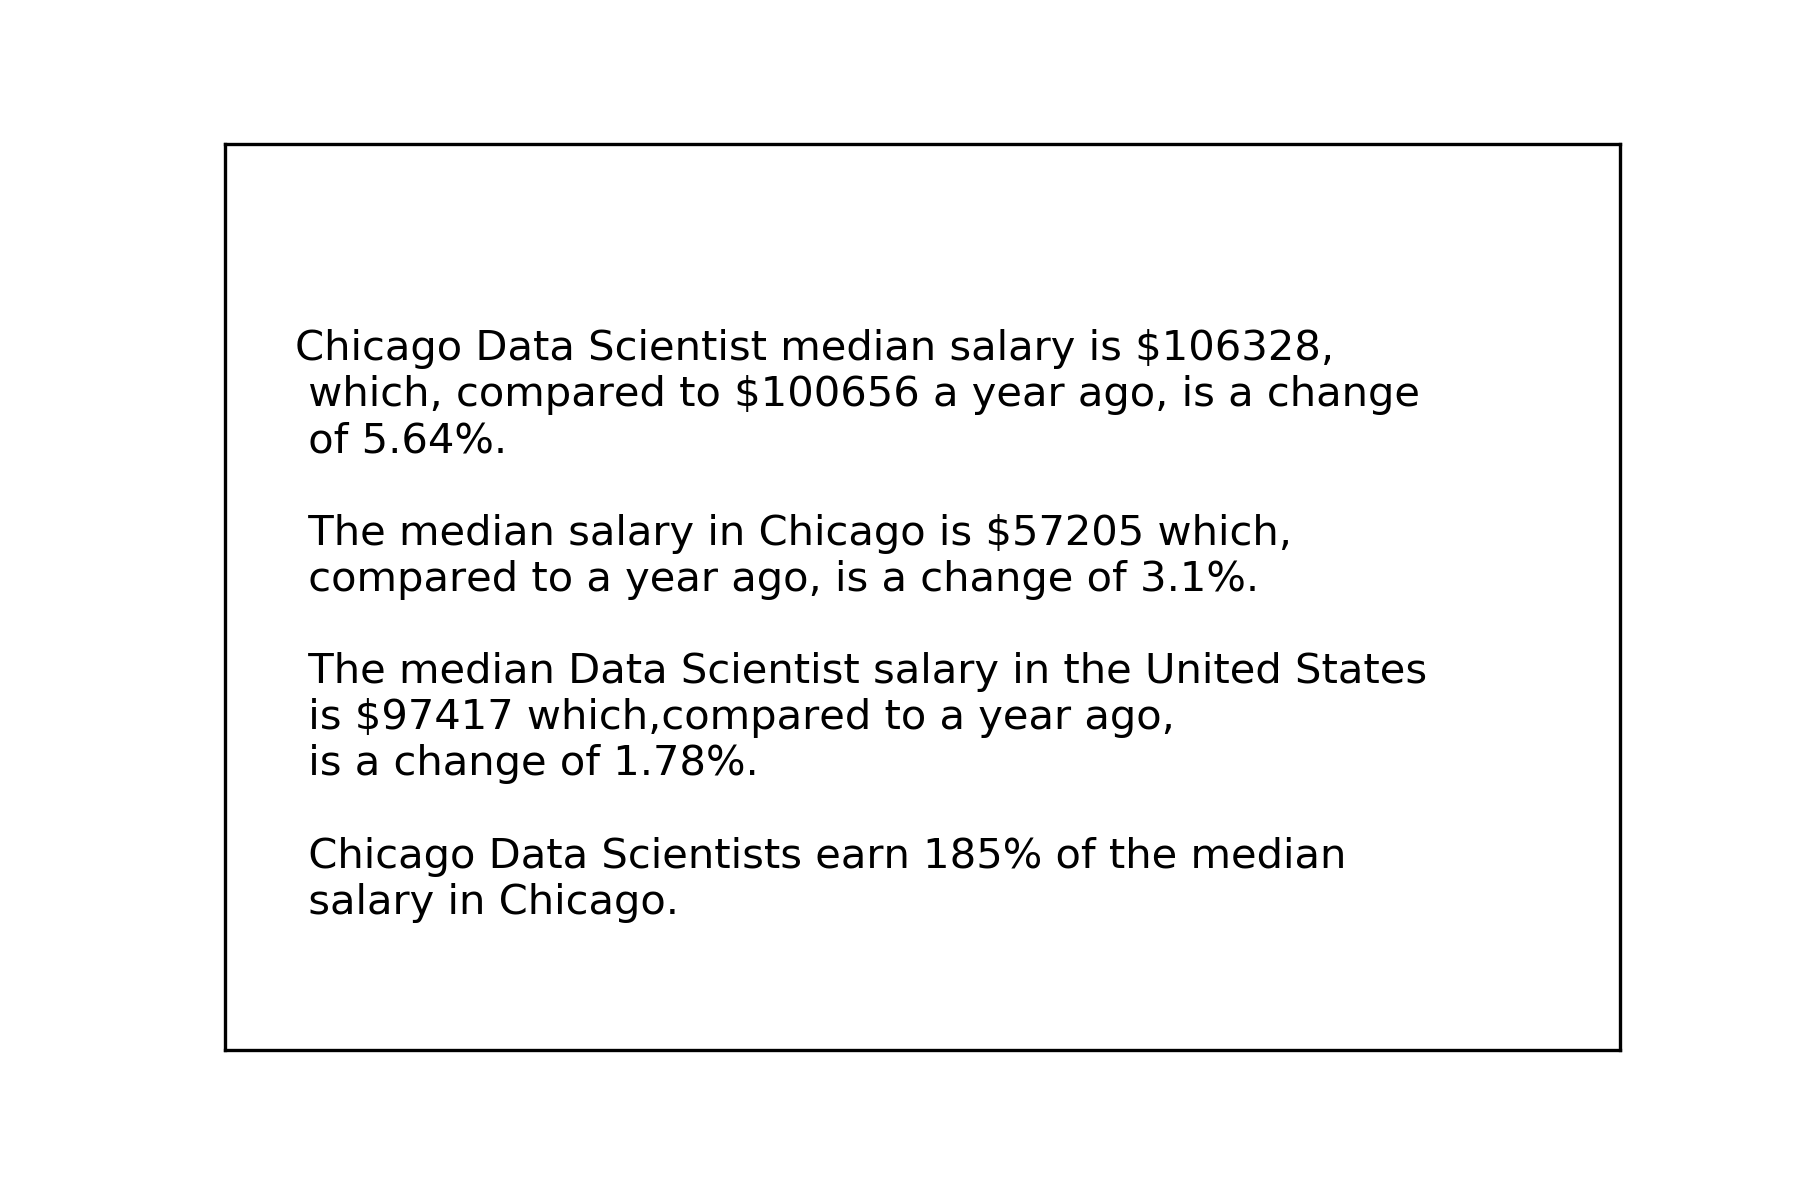 Chicago Data Scientist median salary is $106328,
which, compared to $100656 a year ago, is a change
of 5.64%.
The median salary in Chicago is $57205 which,
compared to a year ago, is a change of 3.1%.
The median Data Scientist salary in the United States
is $97417 which,compared to a year ago,
is a change of 1.78%.
Chicago Data Scientists earn 185% of the median
salary in Chicago.